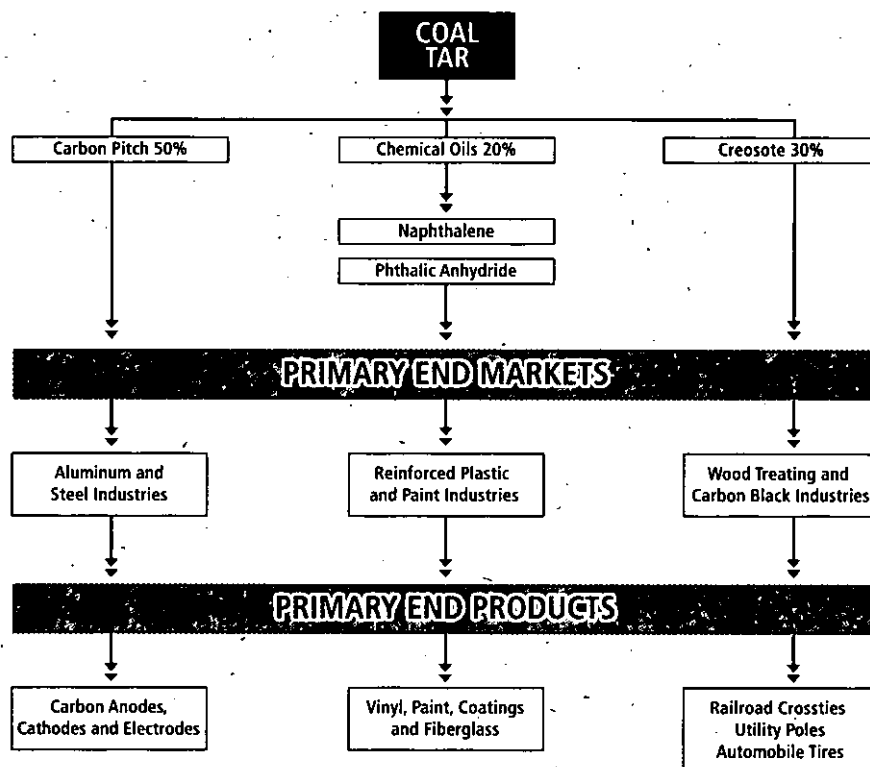 COAL
TAR
Carbon Pitch 50%
Chemical Oils 20%
Creosote 30%
Naphthalene
Phthalic Anhydride
PRIMARY END MARKETS
Aluminum and
Steel Industries
Reinforced Plastic
and Paint Industries
Wood Treating and
Carbon Black Industries
PRIMARY END PRODUCTS
Carbon Anodes,
Cathodes and Electrodes
Vinyl, Paint, Coatings
and Fiberglass
Railroad Crossties
Utility Poles
Automobile Tires